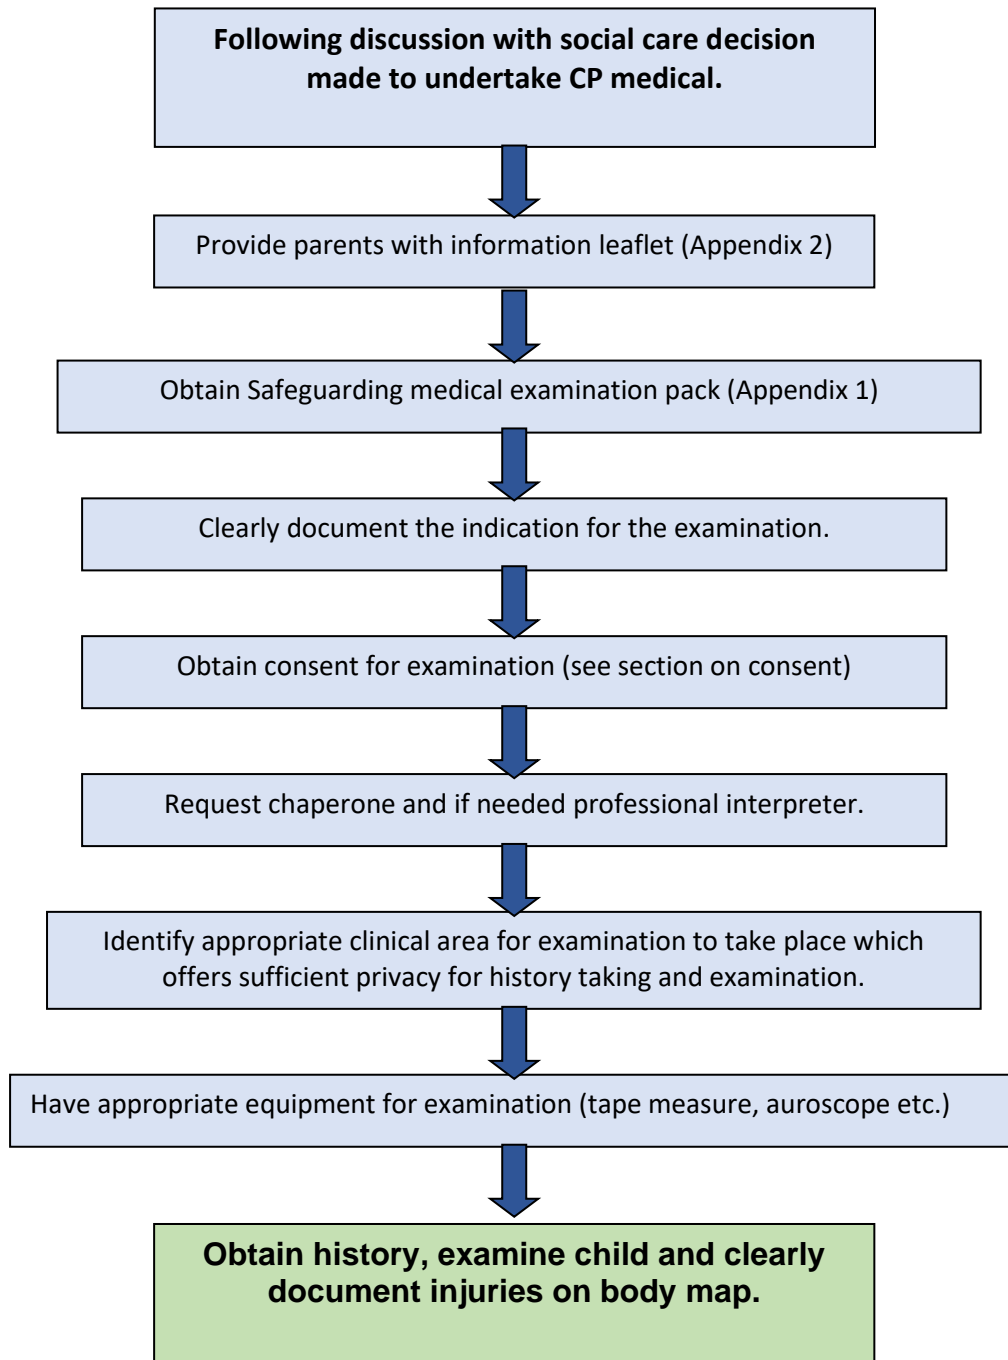 Following discussion with social care decision
made to undertake CP medical.
Provide parents with information leaflet (Appendix 2)
Obtain Safeguarding medical examination pack (Appendix 1)
Clearly document the indication for the examination.
Obtain consent for examination (see section on consent)
Request chaperone and if needed professional interpreter.
Identify appropriate clinical area for examination to take place which
offers sufficient privacy for history taking and examination.
Have appropriate equipment for examination (tape measure, auroscope etc.)
Obtain history, examine child and clearly
document injuries on body map.